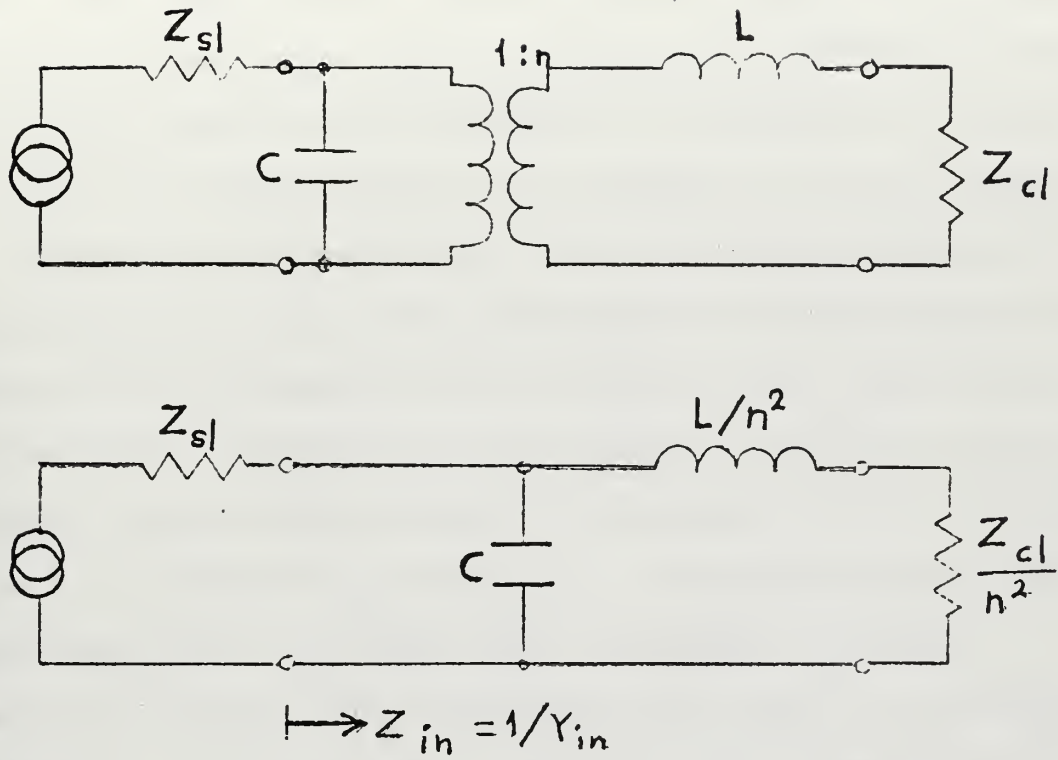 Z_sl
1:n
L
C
Z_cl
Z_sl
L/n²
C
Z_cl
n²
Z_in = 1/Y_in